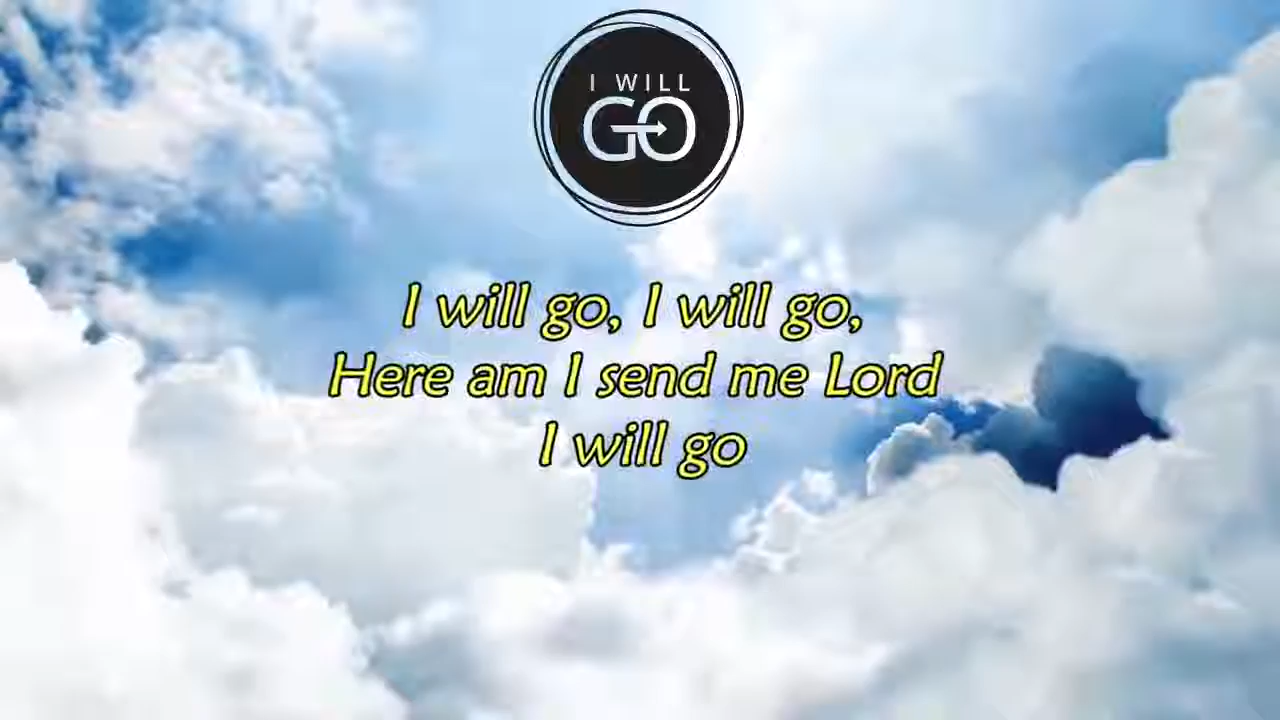 I WILL
GO
I will go, I will go,
Here am I send me Lord
I will go